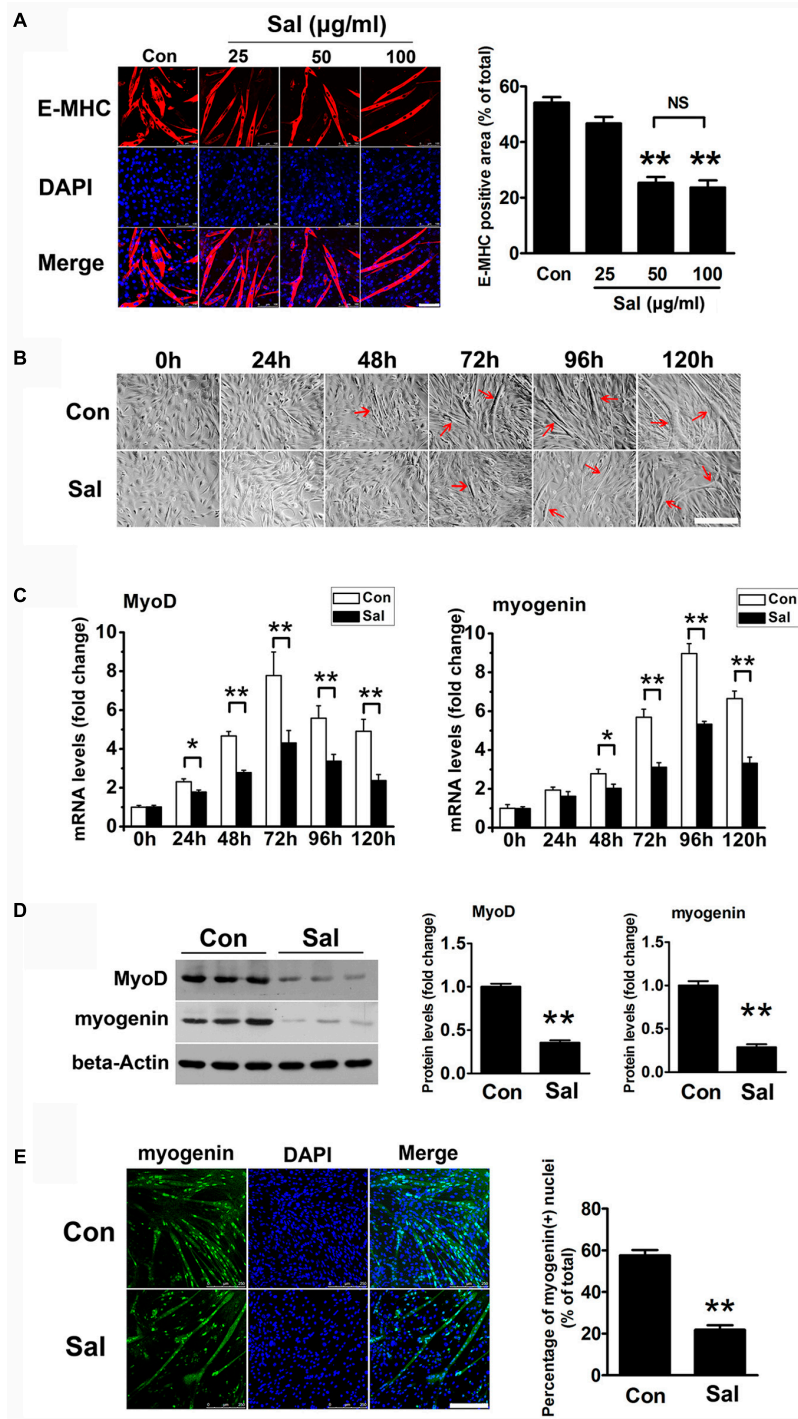 A
Sal (µg/ml)
Con 25 50 100
E-MHC
DAPI
Merge
E-MHC positive area (% of total)
60
40
20
0
NS
** **
Con 25 50 100
Sal (µg/ml)
B
0h 24h 48h 72h 96h 120h
Con
Sal
C
MyoD
Con
Sal
mRNA levels (fold change)
10
8
6
4
2
0
* ** ** ** **
0h 24h 48h 72h 96h 120h
myogenin
Con
Sal
mRNA levels (fold change)
10
8
6
4
2
0
* ** ** **
0h 24h 48h 72h 96h 120h
D
Con Sal
MyoD
myogenin
beta-Actin
MyoD
Protein levels (fold change)
1.5
1.0
0.5
0.0
**
Con Sal
myogenin
Protein levels (fold change)
1.5
1.0
0.5
0.0
**
Con Sal
E
myogenin DAPI Merge
Con
Sal
Percentage of myogenin(+) nuclei
(% of total)
80
60
40
20
0
**
Con Sal